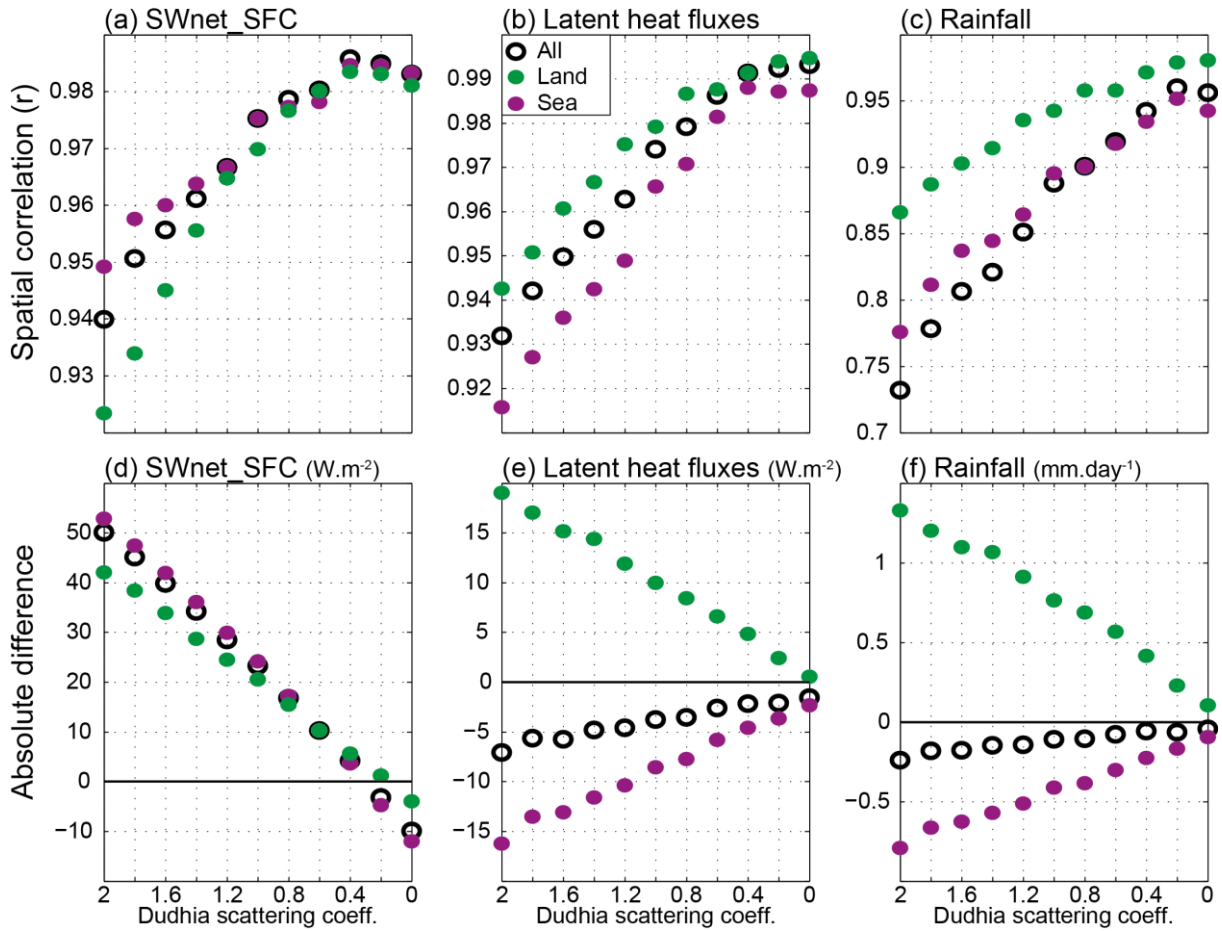 (a) SWnet_SFC
(b) Latent heat fluxes
(c) Rainfall
Spatial correlation (r)
0.98
0.97
0.96
0.95
0.94
0.93
All
Land
Sea
0.99
0.98
0.97
0.96
0.95
0.94
0.93
0.92
0.95
0.9
0.85
0.8
0.75
0.7
(d) SWnet_SFC (W.m⁻²)
(e) Latent heat fluxes (W.m⁻²)
(f) Rainfall (mm.day⁻¹)
Absolute difference
50
40
30
20
10
0
−10
15
10
5
0
−5
−10
−15
1
0.5
0
−0.5
2 1.6 1.2 0.8 0.4 0
Dudhia scattering coeff.
2 1.6 1.2 0.8 0.4 0
Dudhia scattering coeff.
2 1.6 1.2 0.8 0.4 0
Dudhia scattering coeff.